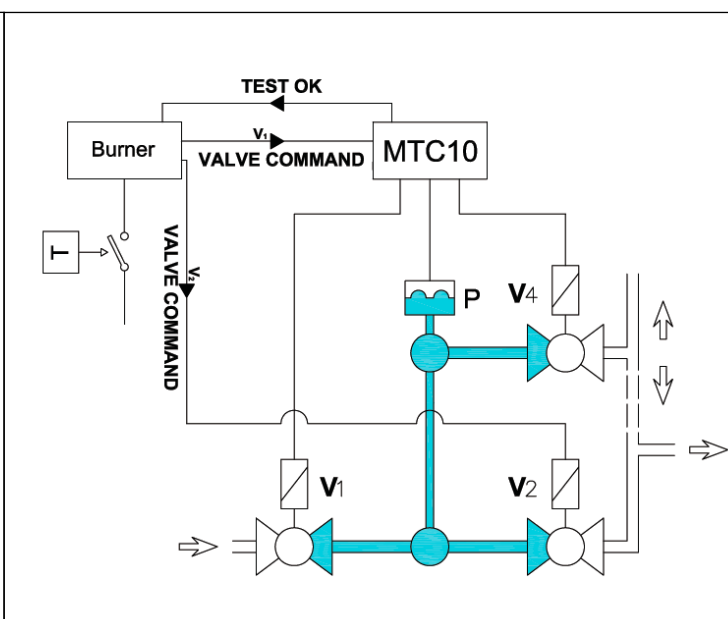 TEST OK
Burner
V₁
VALVE COMMAND
MTC10
T
V₂
VALVE COMMAND
P
V4
V1
V2